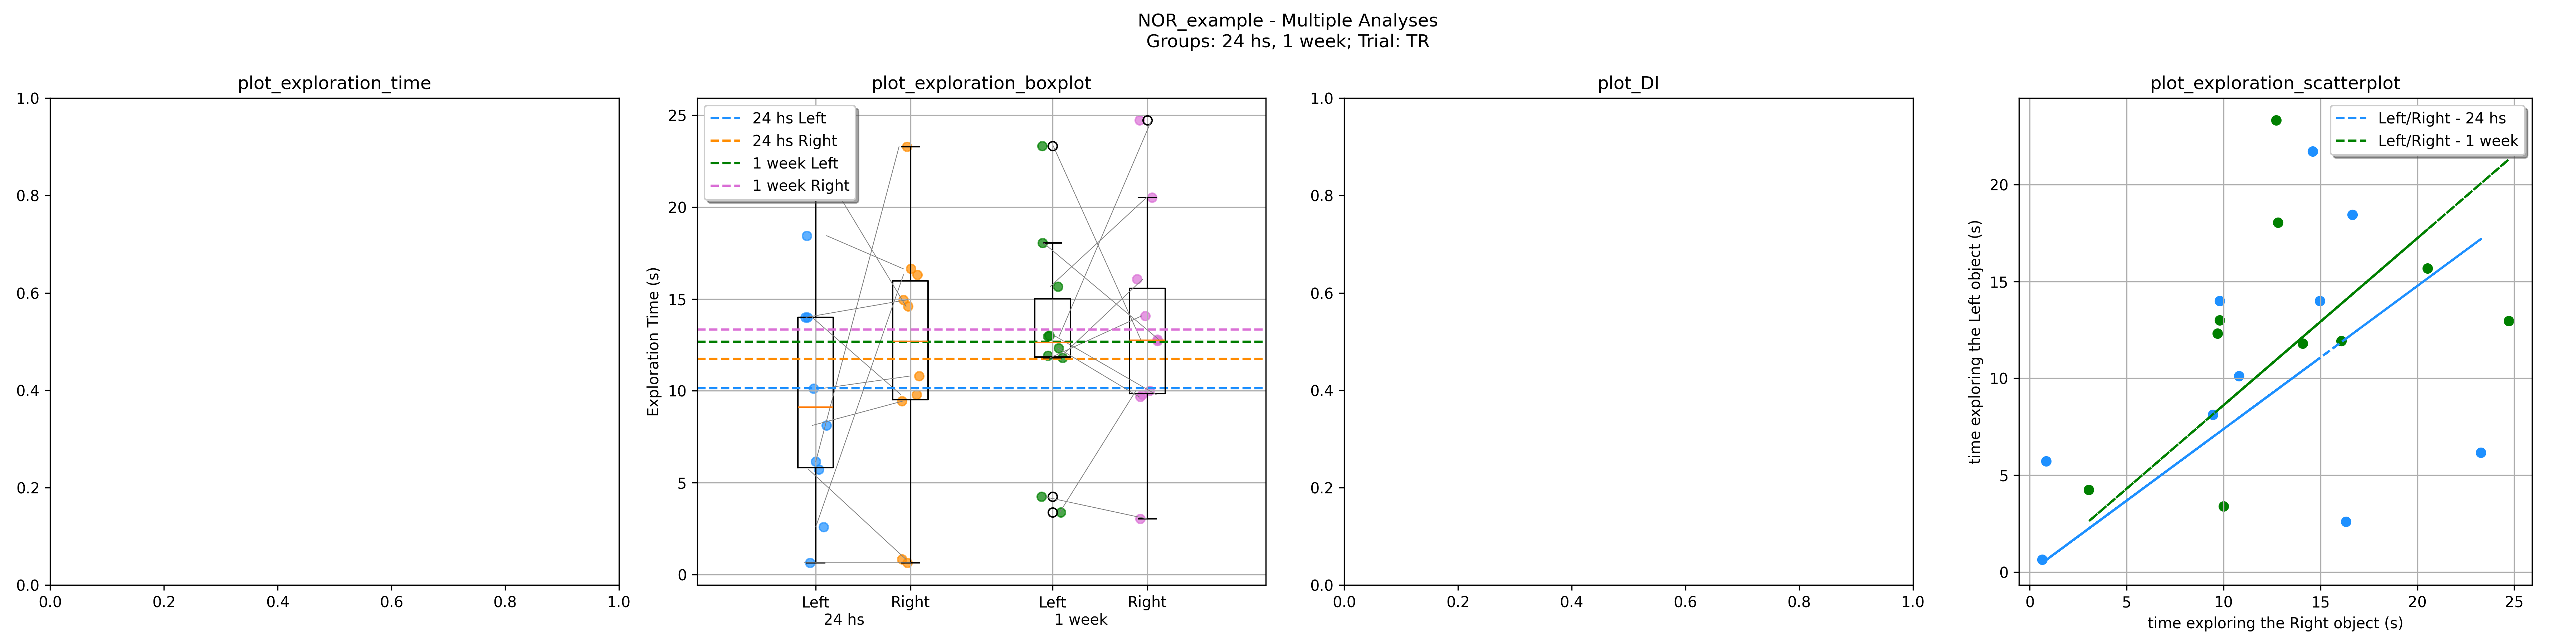 NOR_example - Multiple Analyses
Groups: 24 hs, 1 week; Trial: TR
plot_exploration_time
1.0
0.8
0.6
0.4
0.2
0.0
0.0 0.2 0.4 0.6 0.8 1.0
plot_exploration_boxplot
Exploration Time (s)
25
20
15
10
5
0
24 hs Left
24 hs Right
1 week Left
1 week Right
Left Right Left Right
24 hs 1 week
plot_DI
1.0
0.8
0.6
0.4
0.2
0.0
0.0 0.2 0.4 0.6 0.8 1.0
plot_exploration_scatterplot
time exploring the Left object (s)
20
15
10
5
0
Left/Right - 24 hs
Left/Right - 1 week
0 5 10 15 20 25
time exploring the Right object (s)